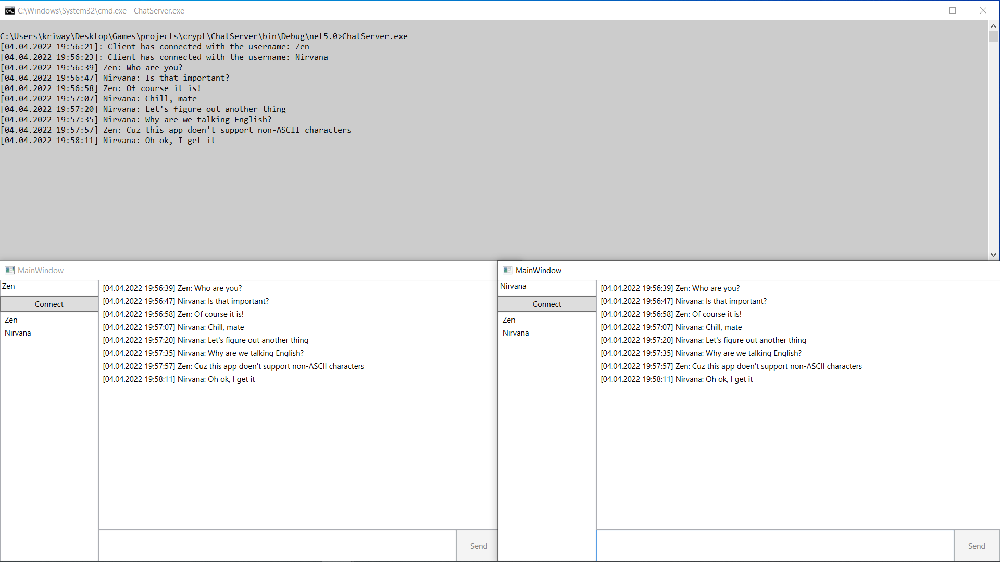 C:\Windows\System32\cmd.exe - ChatServer.exe
C:\Users\kriway\Desktop\Games\projects\crypt\ChatServer\bin\Debug\net5.0>ChatServer.exe
[04.04.2022 19:56:21]: Client has connected with the username: Zen
[04.04.2022 19:56:23]: Client has connected with the username: Nirvana
[04.04.2022 19:56:39] Zen: Who are you?
[04.04.2022 19:56:47] Nirvana: Is that important?
[04.04.2022 19:56:58] Zen: Of course it is!
[04.04.2022 19:57:07] Nirvana: Chill, mate
[04.04.2022 19:57:20] Nirvana: Let's figure out another thing
[04.04.2022 19:57:35] Nirvana: Why are we talking English?
[04.04.2022 19:57:57] Zen: Cuz this app doen't support non-ASCII characters
[04.04.2022 19:58:11] Nirvana: Oh ok, I get it
MainWindow
Zen
Connect
Zen
Nirvana
[04.04.2022 19:56:39] Zen: Who are you?
[04.04.2022 19:56:47] Nirvana: Is that important?
[04.04.2022 19:56:58] Zen: Of course it is!
[04.04.2022 19:57:07] Nirvana: Chill, mate
[04.04.2022 19:57:20] Nirvana: Let's figure out another thing
[04.04.2022 19:57:35] Nirvana: Why are we talking English?
[04.04.2022 19:57:57] Zen: Cuz this app doen't support non-ASCII characters
[04.04.2022 19:58:11] Nirvana: Oh ok, I get it
Send
MainWindow
Nirvana
Connect
Zen
Nirvana
[04.04.2022 19:56:39] Zen: Who are you?
[04.04.2022 19:56:47] Nirvana: Is that important?
[04.04.2022 19:56:58] Zen: Of course it is!
[04.04.2022 19:57:07] Nirvana: Chill, mate
[04.04.2022 19:57:20] Nirvana: Let's figure out another thing
[04.04.2022 19:57:35] Nirvana: Why are we talking English?
[04.04.2022 19:57:57] Zen: Cuz this app doen't support non-ASCII characters
[04.04.2022 19:58:11] Nirvana: Oh ok, I get it
Send